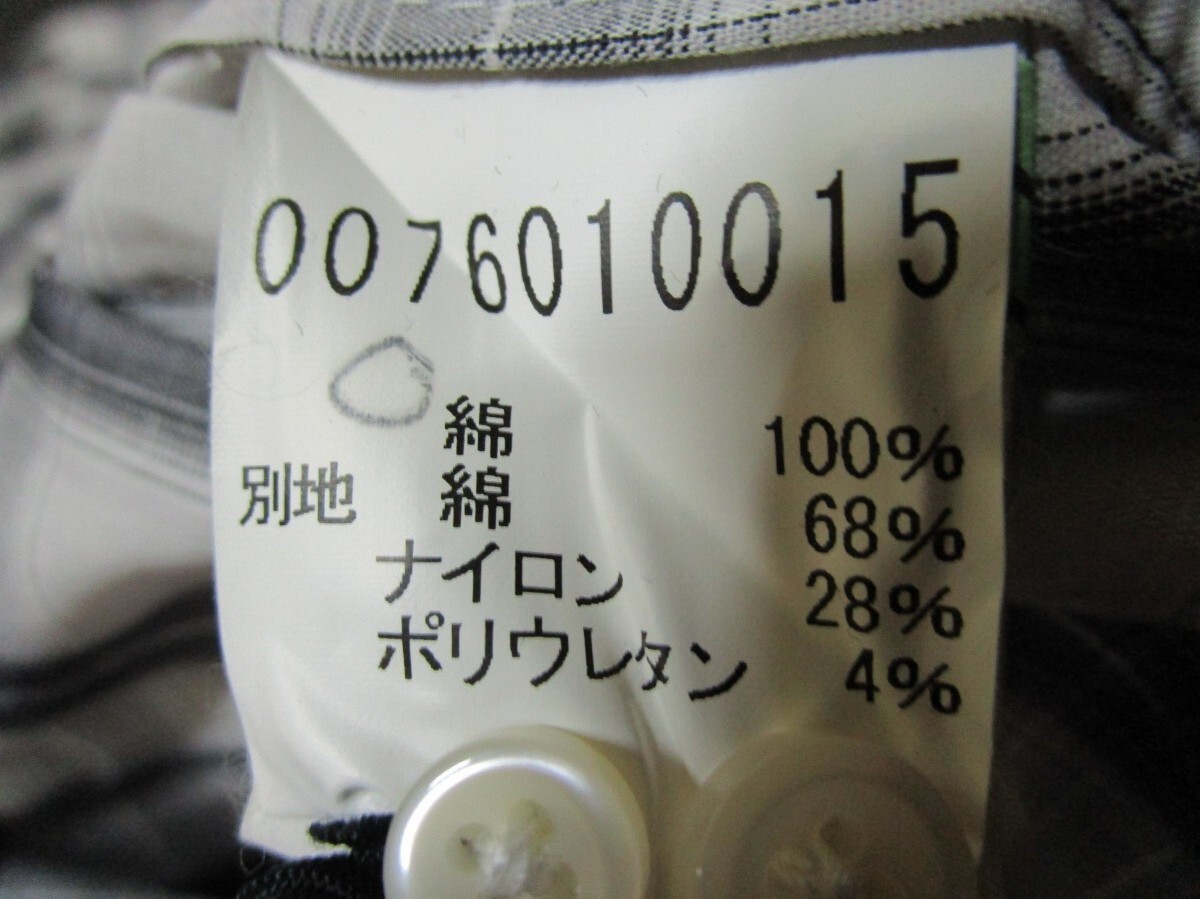 0076010015
綿 100%
別地 綿 68%
ナイロン 28%
ポリウレタン 4%